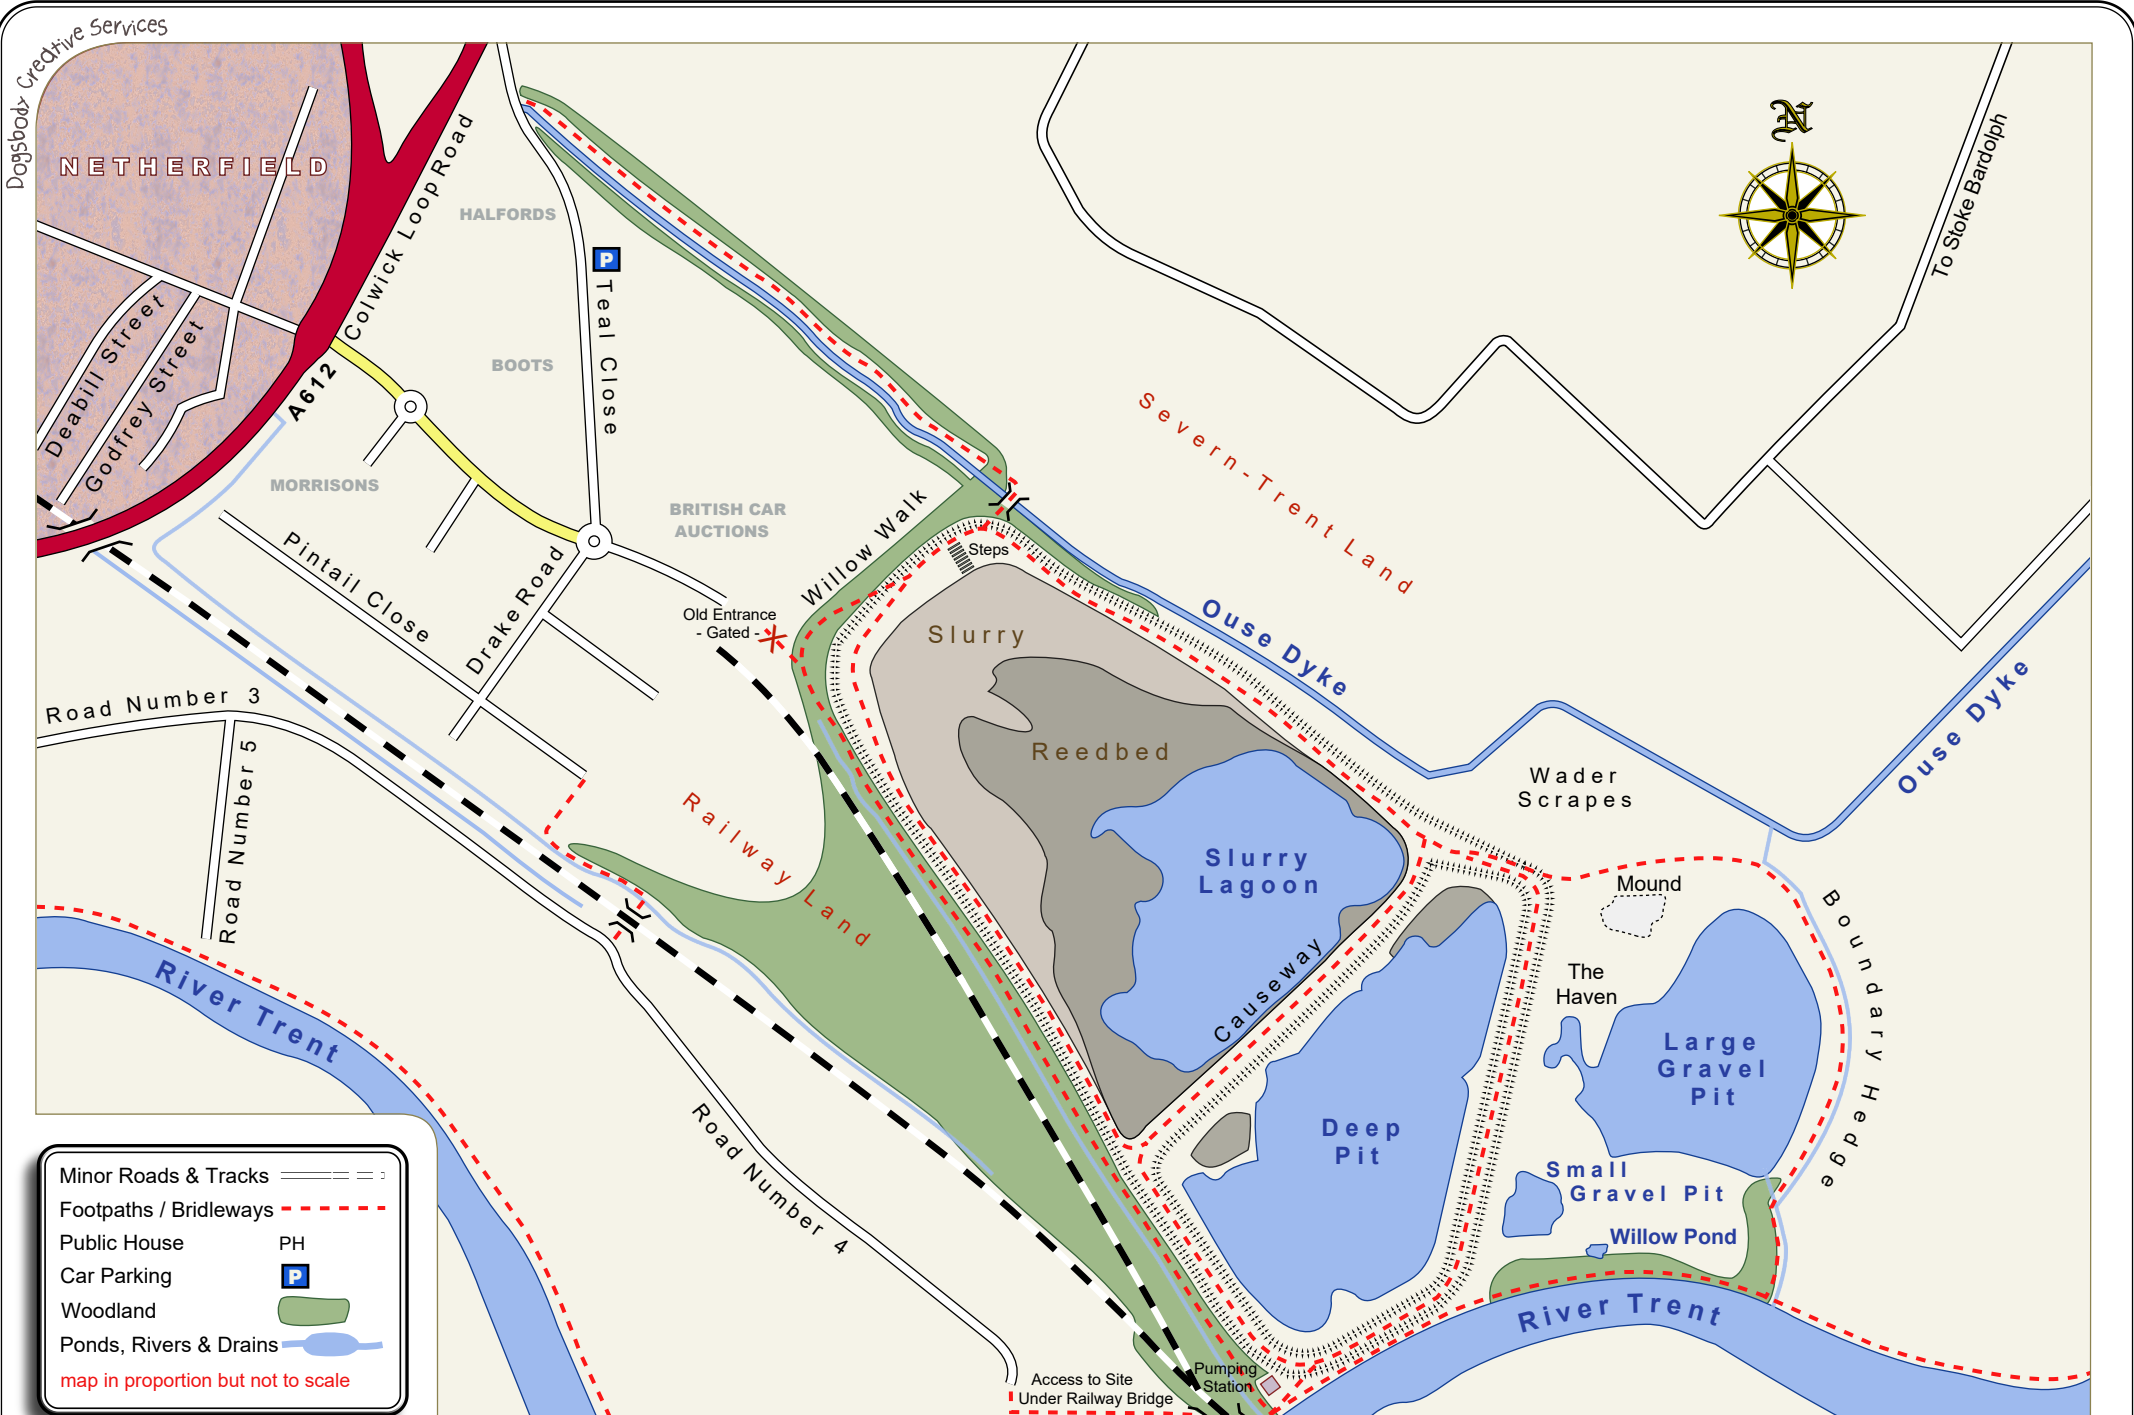 Dogsbody Creative Services
NETHERFIELD
Colwick Loop Road
A612
Deabill Street
Godfrey Street
HALFORDS
P
Teal Close
BOOTS
MORRISONS
BRITISH CAR
AUCTIONS
N
To Stoke Bardolph
Severn-Trent Land
Willow Walk
Steps
Pintail Close
Drake Road
Old Entrance
- Gated -
Ouse Dyke
Slurry
Reedbed
Ouse Dyke
Wader
Scrapes
Road Number 3
Road Number 5
Railway Land
Slurry
Lagoon
Causeway
Mound
The
Haven
Boundary Hedge
River Trent
Large
Gravel
Pit
Deep
Pit
Small
Gravel Pit
Willow Pond
Road Number 4
River Trent
Pumping
Station
Access to Site
Under Railway Bridge
Minor Roads & Tracks
Footpaths / Bridleways
Public House PH
Car Parking P
Woodland
Ponds, Rivers & Drains
map in proportion but not to scale